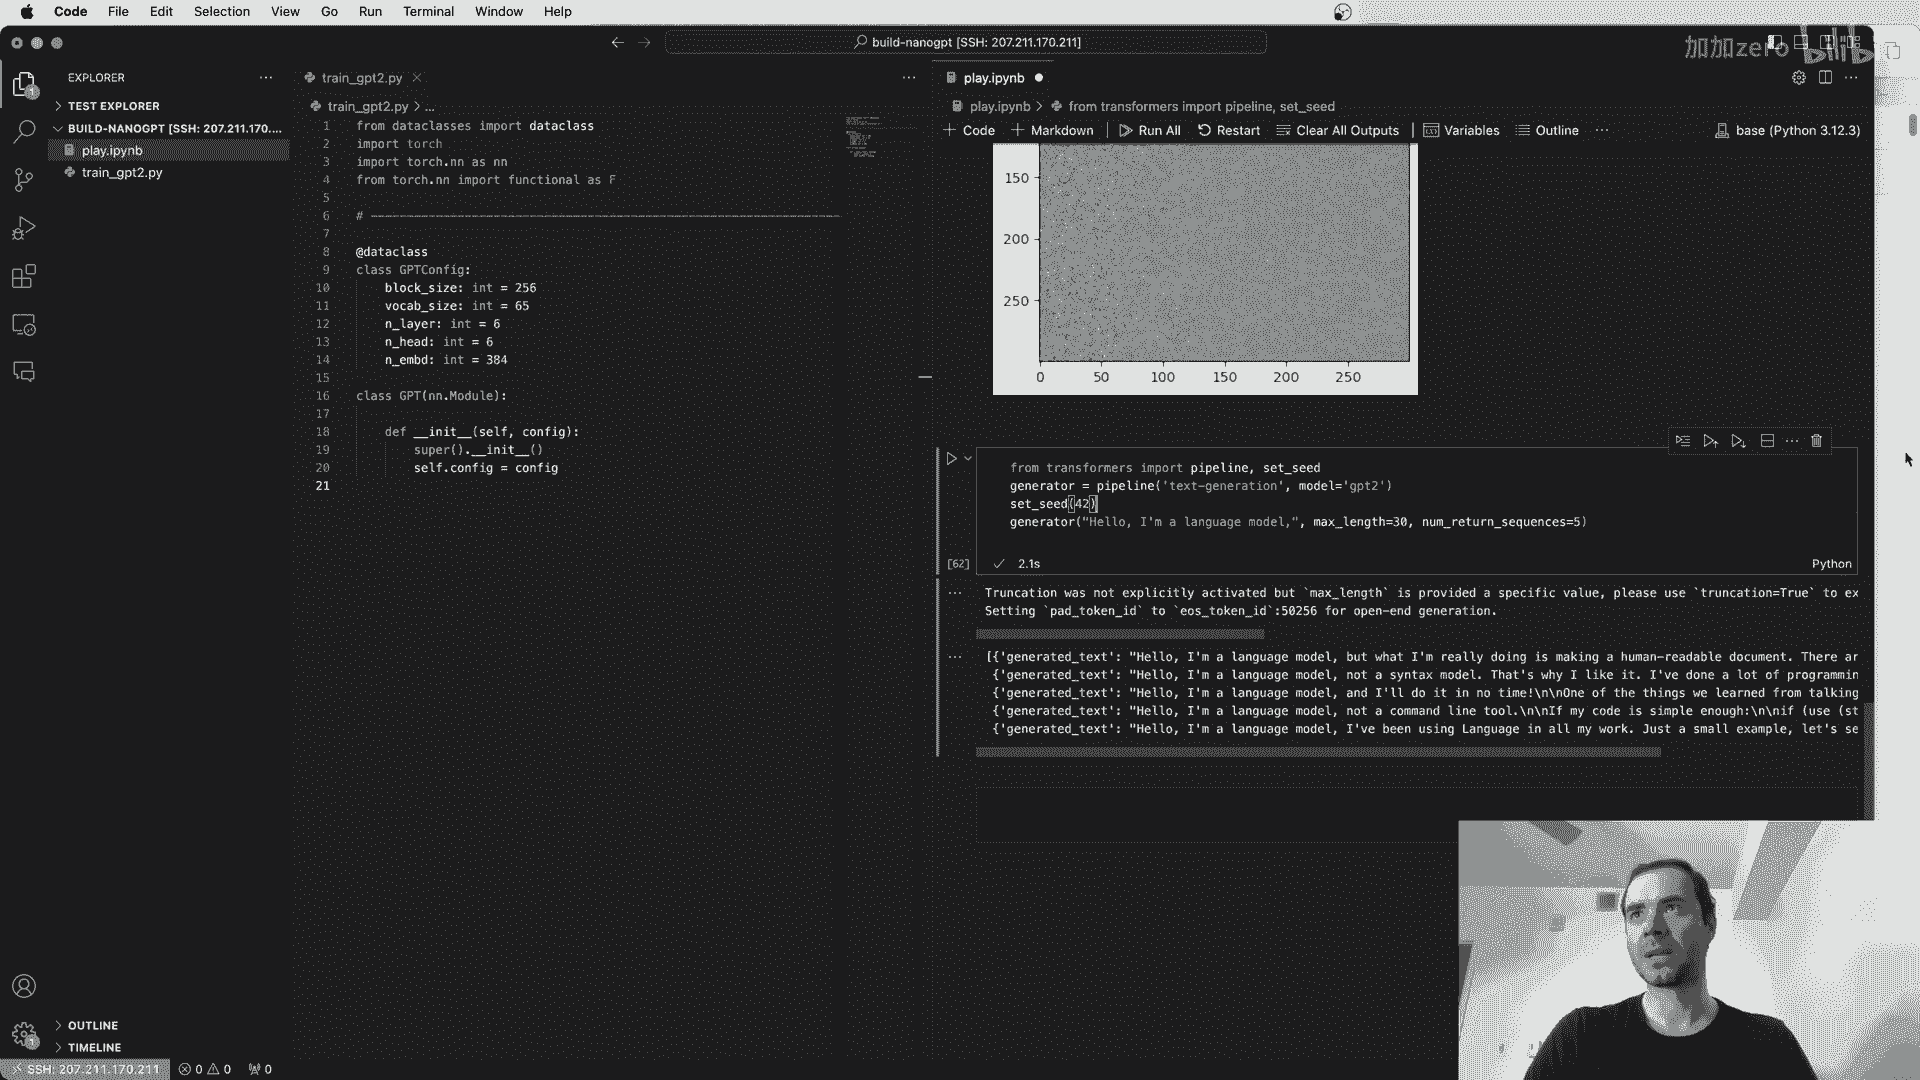 Code File Edit Selection View Go Run Terminal Window Help
build-nanogpt [SSH: 207.211.170.211]
加加zero bilib
EXPLORER
TEST EXPLORER
BUILD-NANOGPT [SSH: 207.211.170....
play.ipynb
train_gpt2.py
OUTLINE
TIMELINE
train_gpt2.py
train_gpt2.py > ...
1 from dataclasses import dataclass
2 import torch
3 import torch.nn as nn
4 from torch.nn import functional as F
5
6 # -----------------------------------------------------------------------------
7
8 @dataclass
9 class GPTConfig:
10 block_size: int = 256
11 vocab_size: int = 65
12 n_layer: int = 6
13 n_head: int = 6
14 n_embd: int = 384
15
16 class GPT(nn.Module):
17
18 def __init__(self, config):
19 super().__init__()
20 self.config = config
21
play.ipynb
play.ipynb > from transformers import pipeline, set_seed
+ Code + Markdown Run All Restart Clear All Outputs Variables Outline ... base (Python 3.12.3)
150
200
250
0 50 100 150 200 250
from transformers import pipeline, set_seed
generator = pipeline('text-generation', model='gpt2')
set_seed(42)
generator("Hello, I'm a language model,", max_length=30, num_return_sequences=5)
[62] 2.1s Python
Truncation was not explicitly activated but `max_length` is provided a specific value, please use `truncation=True` to ex
Setting `pad_token_id` to `eos_token_id`:50256 for open-end generation.
[{'generated_text': "Hello, I'm a language model, but what I'm really doing is making a human-readable document. There ar
{'generated_text': "Hello, I'm a language model, not a syntax model. That's why I like it. I've done a lot of programmin
{'generated_text': "Hello, I'm a language model, and I'll do it in no time!\n\nOne of the things we learned from talking
{'generated_text': "Hello, I'm a language model, not a command line tool.\n\nIf my code is simple enough:\n\nif (use (st
{'generated_text': "Hello, I'm a language model, I've been using Language in all my work. Just a small example, let's se
SSH: 207.211.170.211 0 0 0